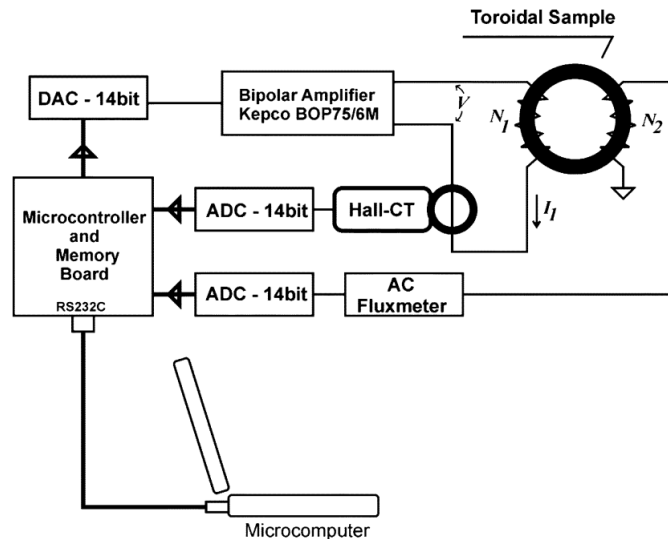 Toroidal Sample
DAC - 14bit
Bipolar Amplifier
Kepco BOP75/6M
V
N1
N2
Microcontroller
and
Memory
Board
RS232C
ADC - 14bit
Hall-CT
I1
ADC - 14bit
AC
Fluxmeter
Microcomputer